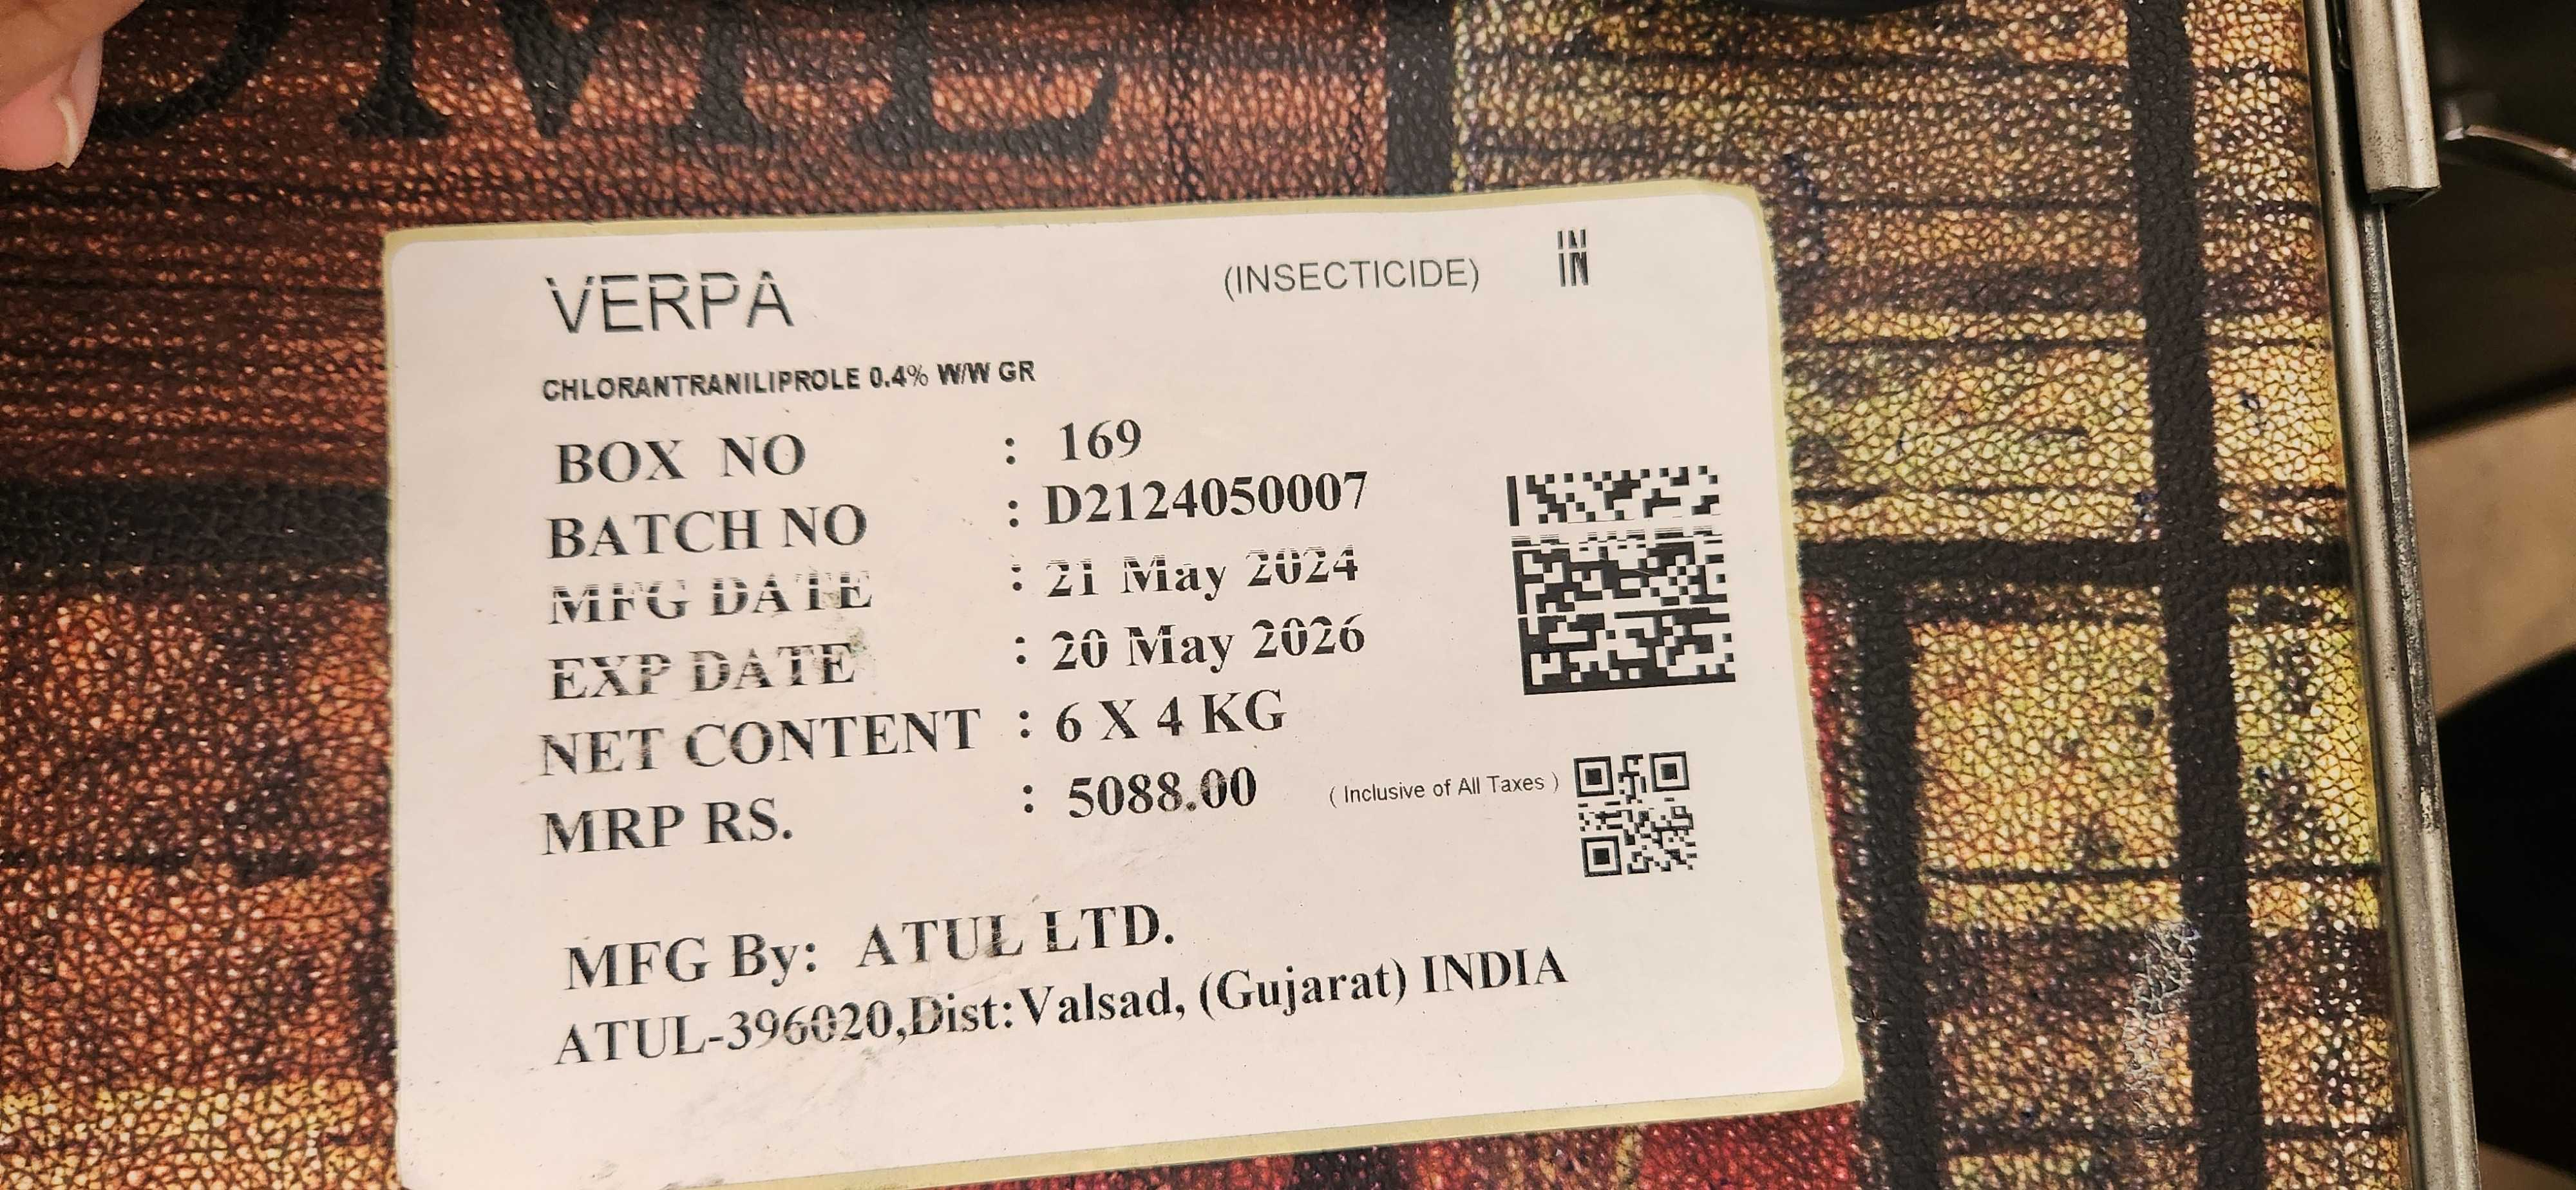 OME
VERPA (INSECTICIDE) IN
CHLORANTRANILIPROLE 0.4% W/W GR
BOX NO : 169
BATCH NO : D2124050007
MFG DATE : 21 May 2024
EXP DATE : 20 May 2026
NET CONTENT : 6 X 4 KG
MRP RS. : 5088.00 ( Inclusive of All Taxes )
MFG By: ATUL LTD.
ATUL-396020,Dist:Valsad, (Gujarat) INDIA